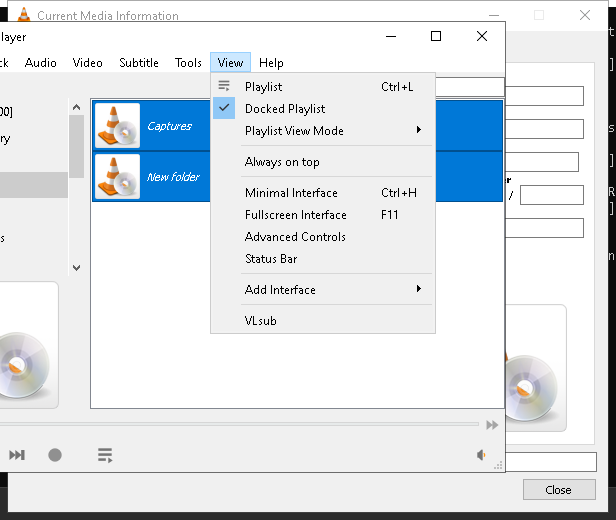 Current Media Information
layer
ck Audio Video Subtitle Tools View Help
Playlist Ctrl+L
Docked Playlist
Playlist View Mode
Always on top
Minimal Interface Ctrl+H
Fullscreen Interface F11
Advanced Controls
Status Bar
Add Interface
VLsub
00]
ry
s
Captures
New folder
r
/
t
]
s
]
R
]
n
Close